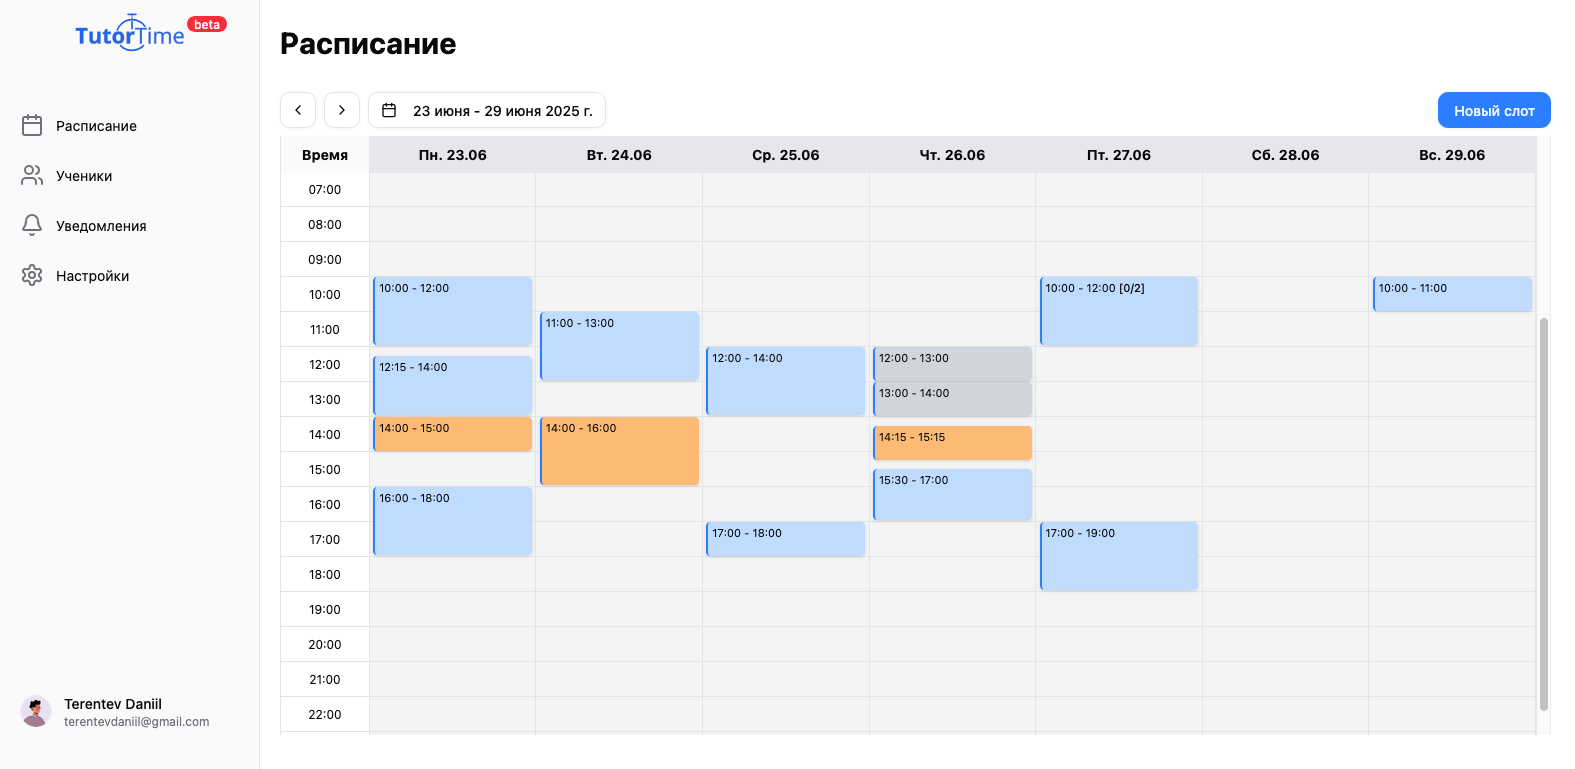 TutorTime beta
Расписание
Ученики
Уведомления
Настройки
Terentev Daniil
terentevdaniil@gmail.com
Расписание
23 июня - 29 июня 2025 г.
Новый слот
Время Пн. 23.06 Вт. 24.06 Ср. 25.06 Чт. 26.06 Пт. 27.06 Сб. 28.06 Вс. 29.06
07:00
08:00
09:00
10:00 10:00 - 12:00 10:00 - 12:00 [0/2] 10:00 - 11:00
11:00 11:00 - 13:00
12:00 12:15 - 14:00 12:00 - 14:00 12:00 - 13:00
13:00 13:00 - 14:00
14:00 14:00 - 15:00 14:00 - 16:00 14:15 - 15:15
15:00 15:30 - 17:00
16:00 16:00 - 18:00
17:00 17:00 - 18:00 17:00 - 19:00
18:00
19:00
20:00
21:00
22:00